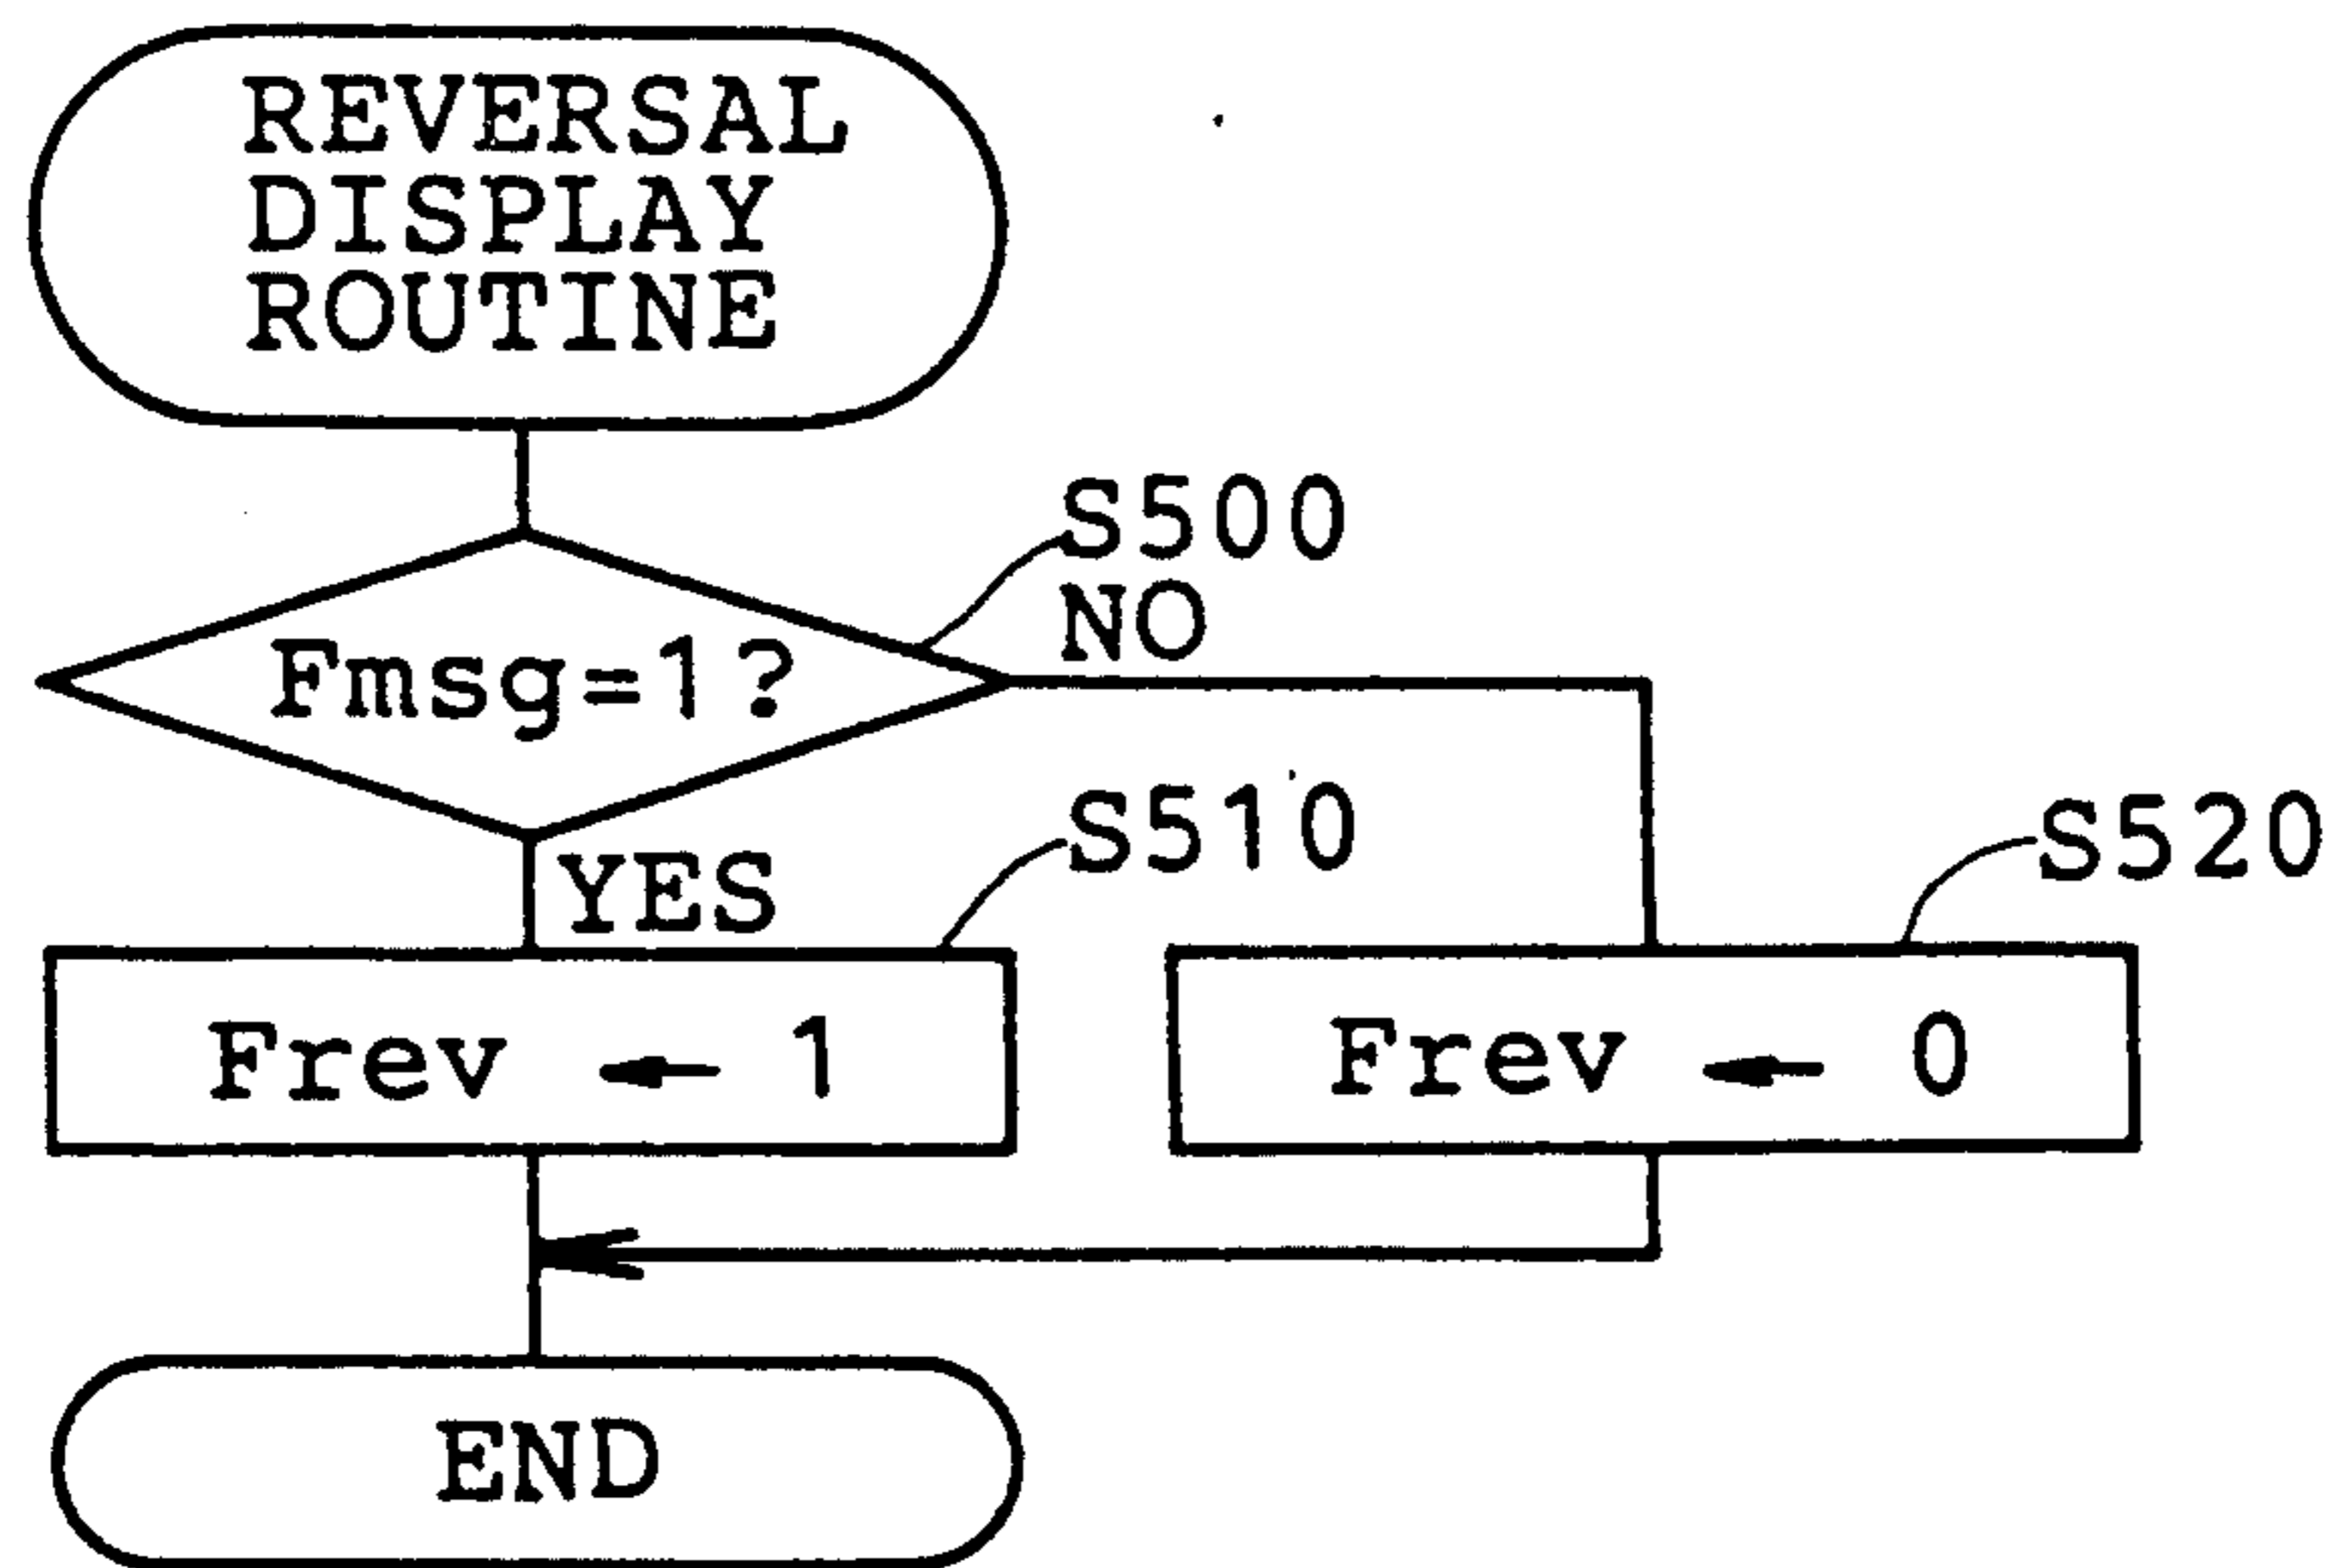 REVERSAL
DISPLAY
ROUTINE
S500
NO
Fmsg=1?
S510
S520
YES
Frev ← 1
Frev ← 0
END